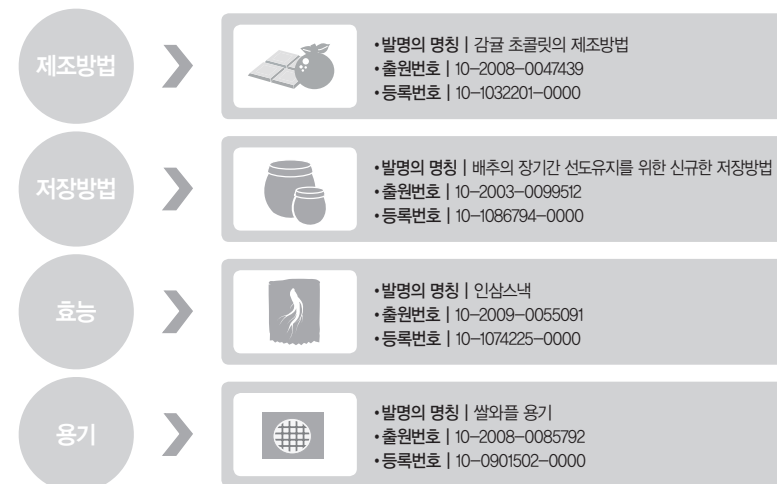 제조방법
•발명의 명칭 | 감귤 초콜릿의 제조방법
•출원번호 | 10-2008-0047439
•등록번호 | 10-1032201-0000
저장방법
•발명의 명칭 | 배추의 장기간 선도유지를 위한 신규한 저장방법
•출원번호 | 10-2003-0099512
•등록번호 | 10-1086794-0000
효능
•발명의 명칭 | 인삼스낵
•출원번호 | 10-2009-0055091
•등록번호 | 10-1074225-0000
용기
•발명의 명칭 | 쌀와플 용기
•출원번호 | 10-2008-0085792
•등록번호 | 10-0901502-0000